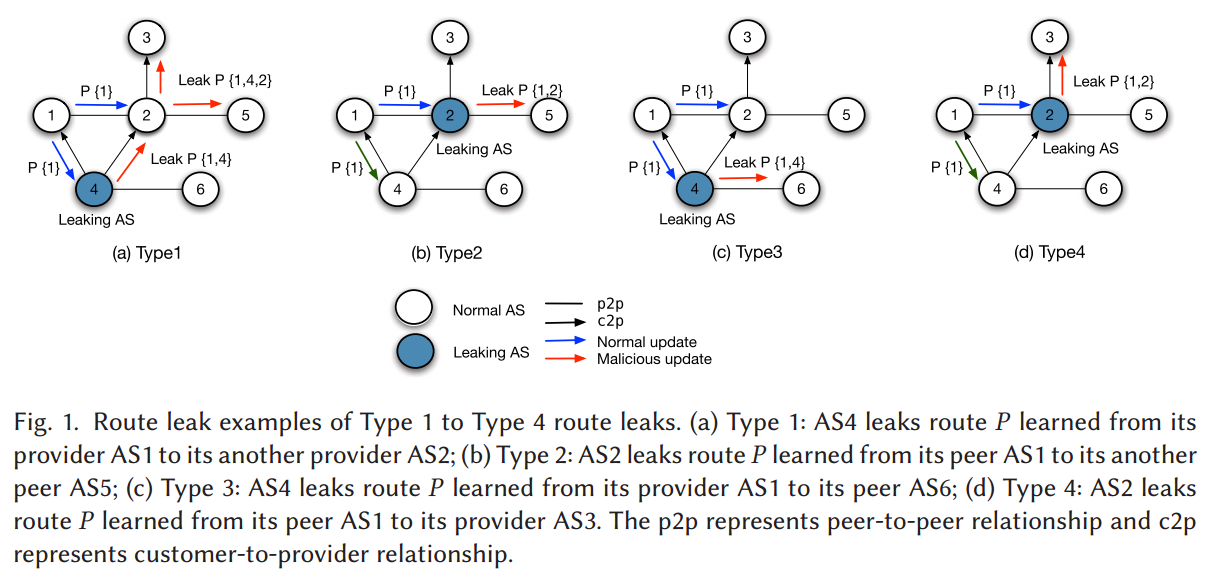 3
Leak P {1,4,2}
P {1}
1
2
5
P {1}
Leak P {1,4}
4
6
Leaking AS
(a) Type1
3
P {1}
Leak P {1,2}
1
2
5
Leaking AS
P {1}
4
6
(b) Type2
3
P {1}
1
2
5
P {1}
Leak P {1,4}
4
6
Leaking AS
(c) Type3
3
Leak P {1,2}
P {1}
1
2
5
Leaking AS
P {1}
4
6
(d) Type4
Normal AS
p2p
c2p
Leaking AS
Normal update
Malicious update
Fig. 1. Route leak examples of Type 1 to Type 4 route leaks. (a) Type 1: AS4 leaks route P learned from its
provider AS1 to its another provider AS2; (b) Type 2: AS2 leaks route P learned from its peer AS1 to its another
peer AS5; (c) Type 3: AS4 leaks route P learned from its provider AS1 to its peer AS6; (d) Type 4: AS2 leaks
route P learned from its peer AS1 to its provider AS3. The p2p represents peer-to-peer relationship and c2p
represents customer-to-provider relationship.